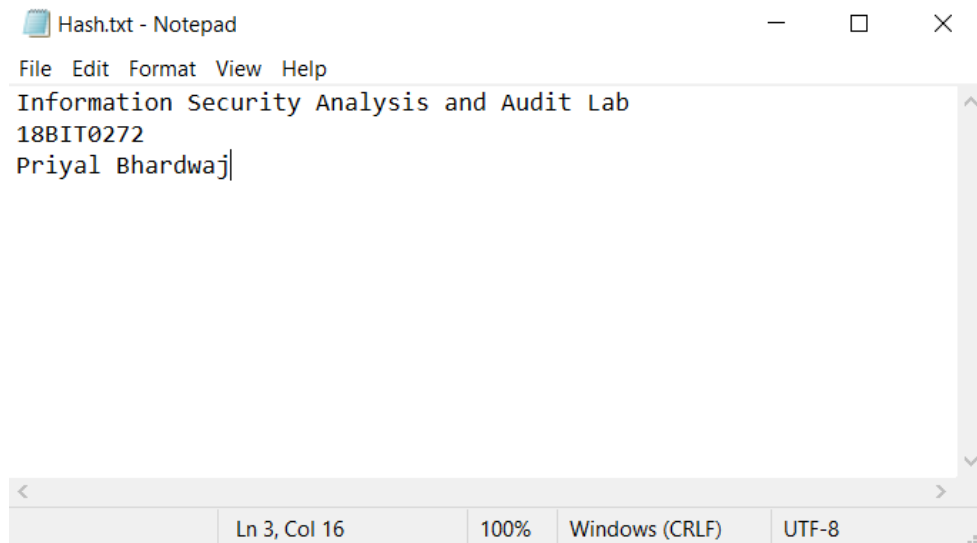 Hash.txt - Notepad
File Edit Format View Help
Information Security Analysis and Audit Lab
18BIT0272
Priyal Bhardwaj
Ln 3, Col 16 100% Windows (CRLF) UTF-8